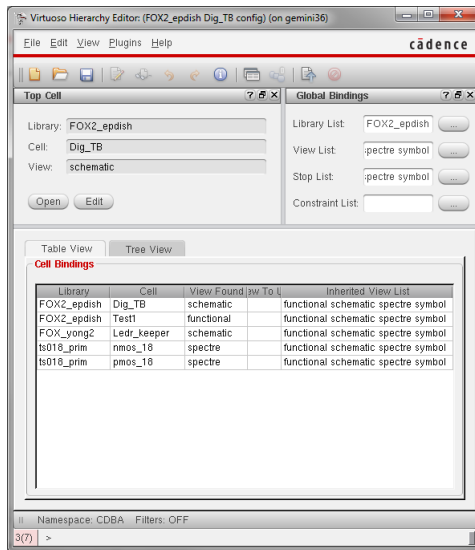 Virtuoso Hierarchy Editor: (FOX2_epdish Dig_TB config) (on gemini36)
File Edit View Plugins Help
cādence
Top Cell
Global Bindings
Library: FOX2_epdish
Cell: Dig_TB
View: schematic
Open Edit
Library List: FOX2_epdish ...
View List: spectre symbol ...
Stop List: spectre symbol ...
Constraint List: ...
Table View Tree View
Cell Bindings
Library Cell View Found ew To U Inherited View List
FOX2_epdish Dig_TB schematic functional schematic spectre symbol
FOX2_epdish Test1 functional functional schematic spectre symbol
FOX_yong2 Ledr_keeper schematic functional schematic spectre symbol
ts018_prim nmos_18 spectre functional schematic spectre symbol
ts018_prim pmos_18 spectre functional schematic spectre symbol
Namespace: CDBA Filters: OFF
3(7) >